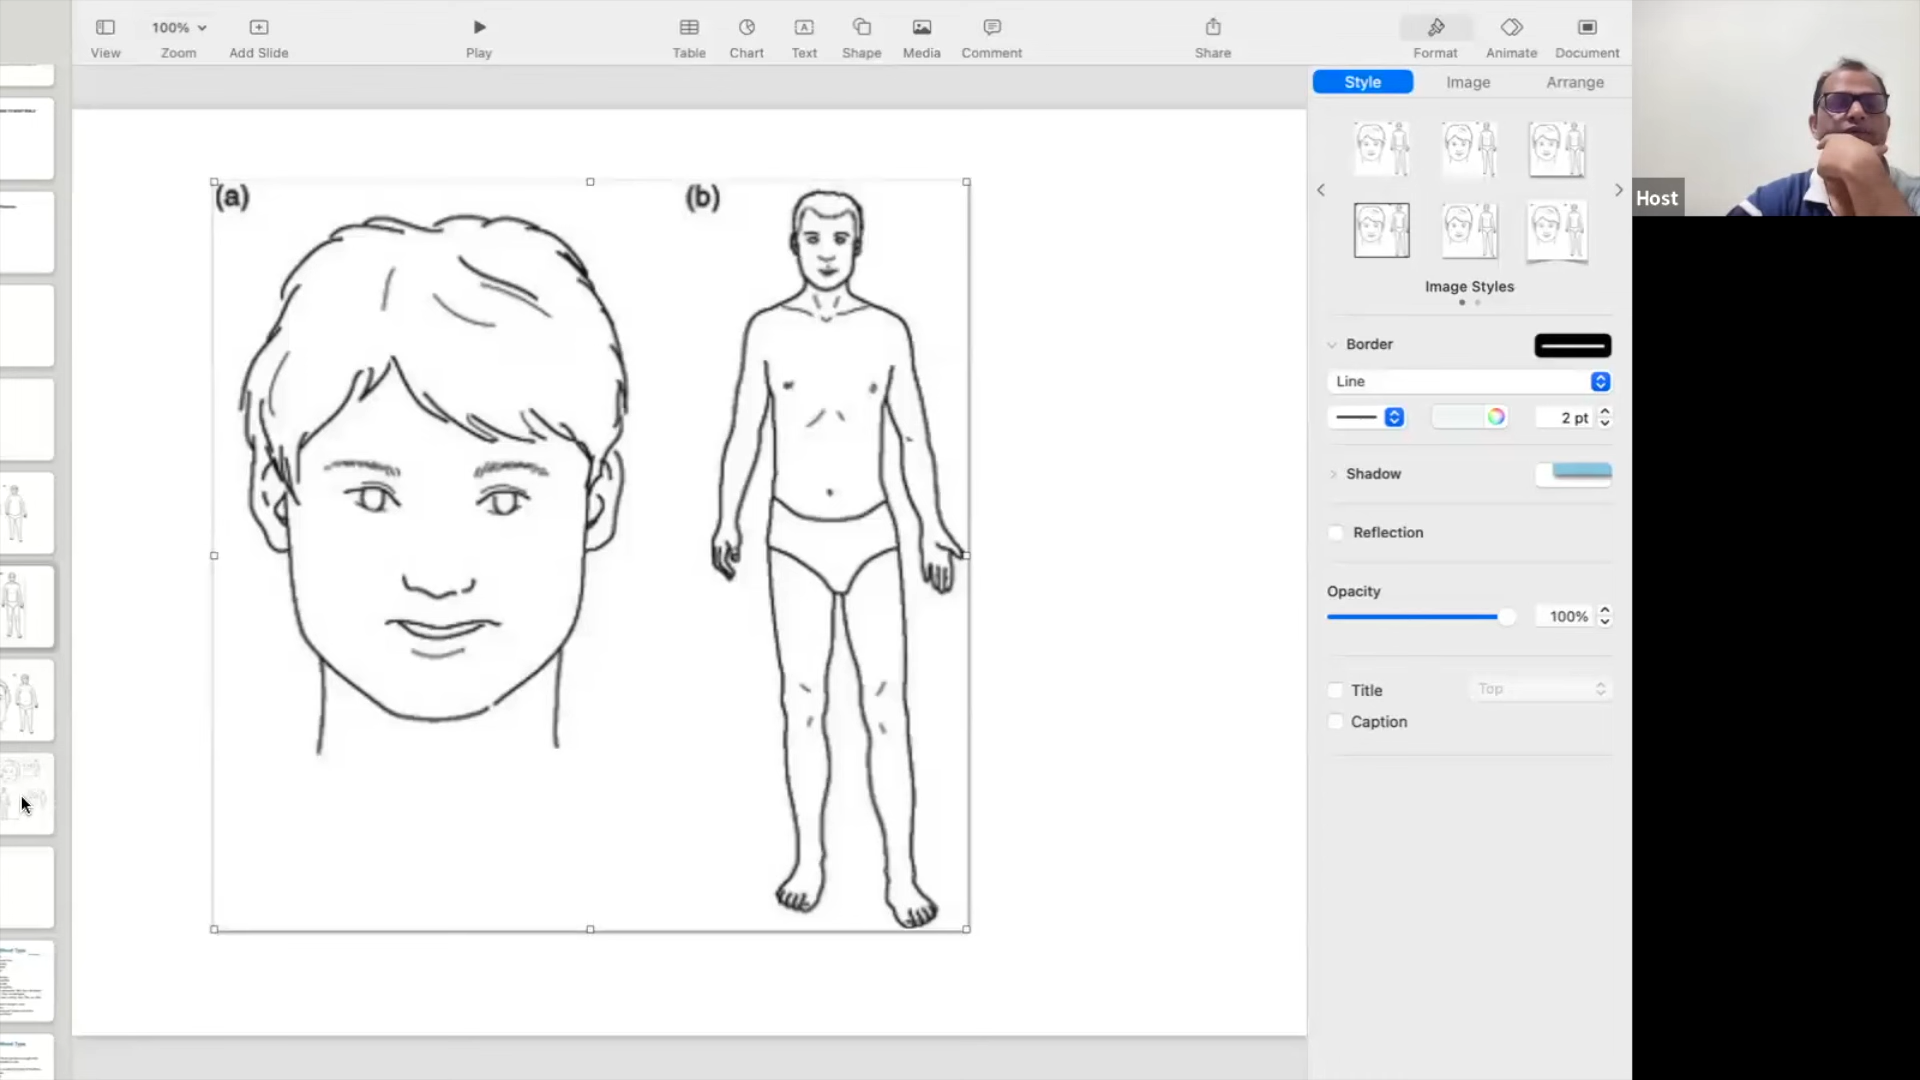 100%
View
Zoom
Add Slide
Play
Table
Chart
Text
Shape
Media
Comment
Share
Format
Animate
Document
Style
Image
Arrange
(a)
(b)
Image Styles
Border
Line
2 pt
Shadow
Reflection
Opacity
100%
Title
Top
Caption
Host